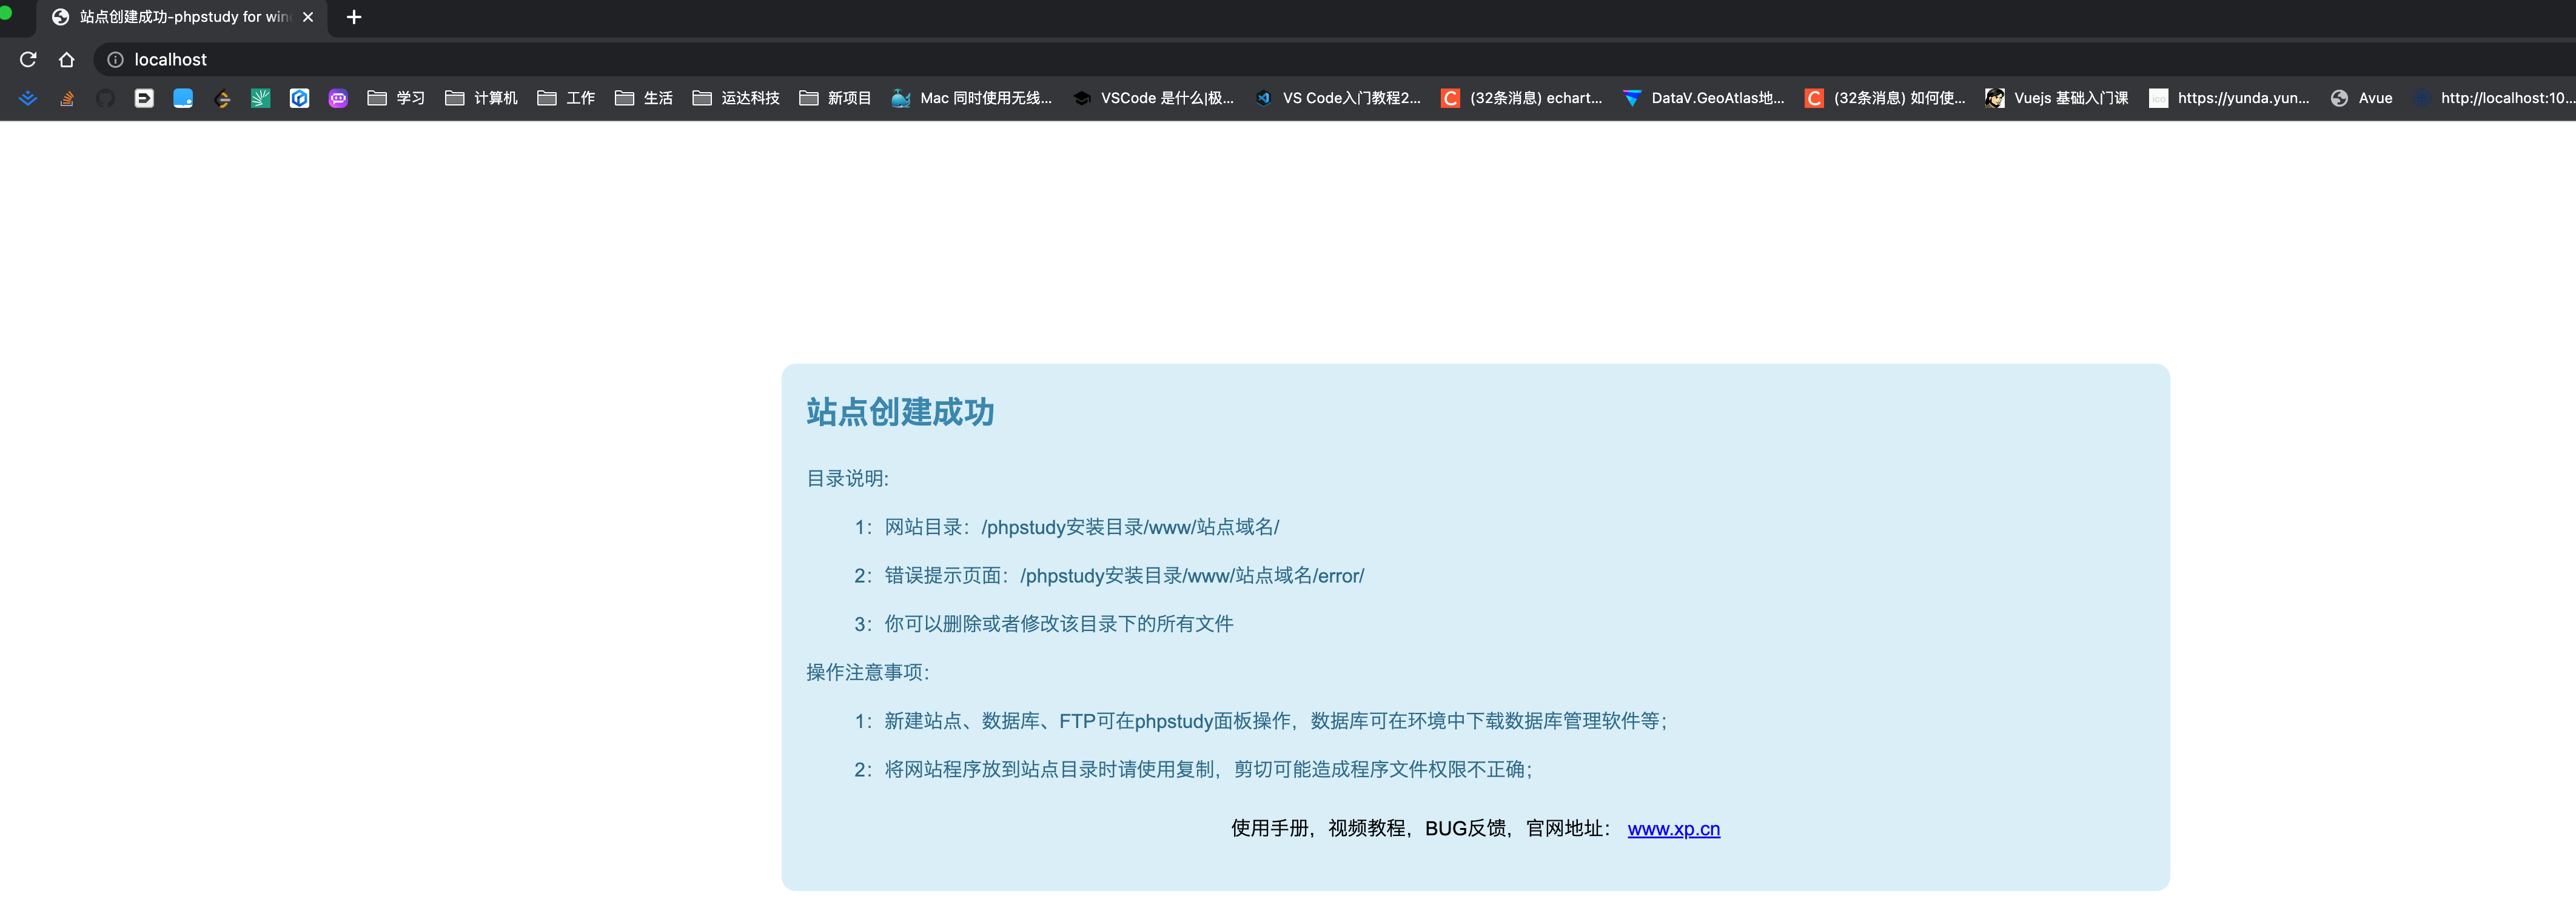 站点创建成功-phpstudy for win
localhost
学习 计算机 工作 生活 运达科技 新项目 Mac 同时使用无线... VSCode 是什么|极... VS Code入门教程2... (32条消息) echart... DataV.GeoAtlas地... (32条消息) 如何使... Vuejs 基础入门课 https://yunda.yun... Avue http://localhost:10...
站点创建成功
目录说明:
1：网站目录：/phpstudy安装目录/www/站点域名/
2：错误提示页面：/phpstudy安装目录/www/站点域名/error/
3：你可以删除或者修改该目录下的所有文件
操作注意事项：
1：新建站点、数据库、FTP可在phpstudy面板操作，数据库可在环境中下载数据库管理软件等；
2：将网站程序放到站点目录时请使用复制，剪切可能造成程序文件权限不正确；
使用手册，视频教程，BUG反馈，官网地址： www.xp.cn